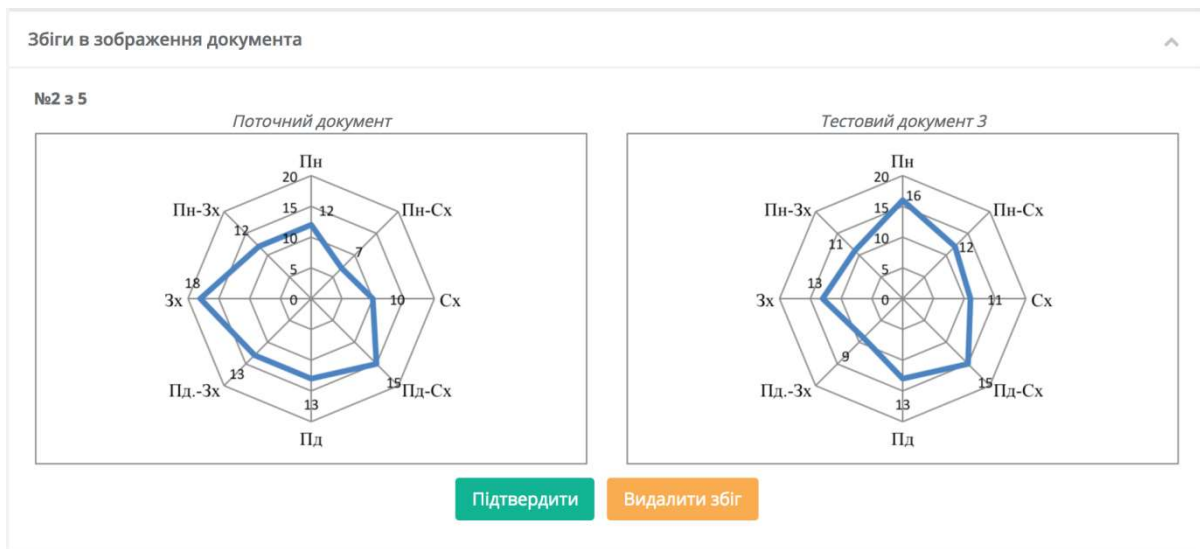 Збіги в зображення документа
№2 з 5
Поточний документ
Пн
20
Пн-Зх
15
12
Пн-Сх
12
10
7
5
18
Зх
0
10
Сх
13
15
Пд.-Зх
Пд-Сх
13
Пд
Тестовий документ 3
Пн
20
16
Пн-Зх
15
Пн-Сх
11
10
12
5
13
Зх
0
11
Сх
9
15
Пд.-Зх
Пд-Сх
13
Пд
Підтвердити
Видалити збіг